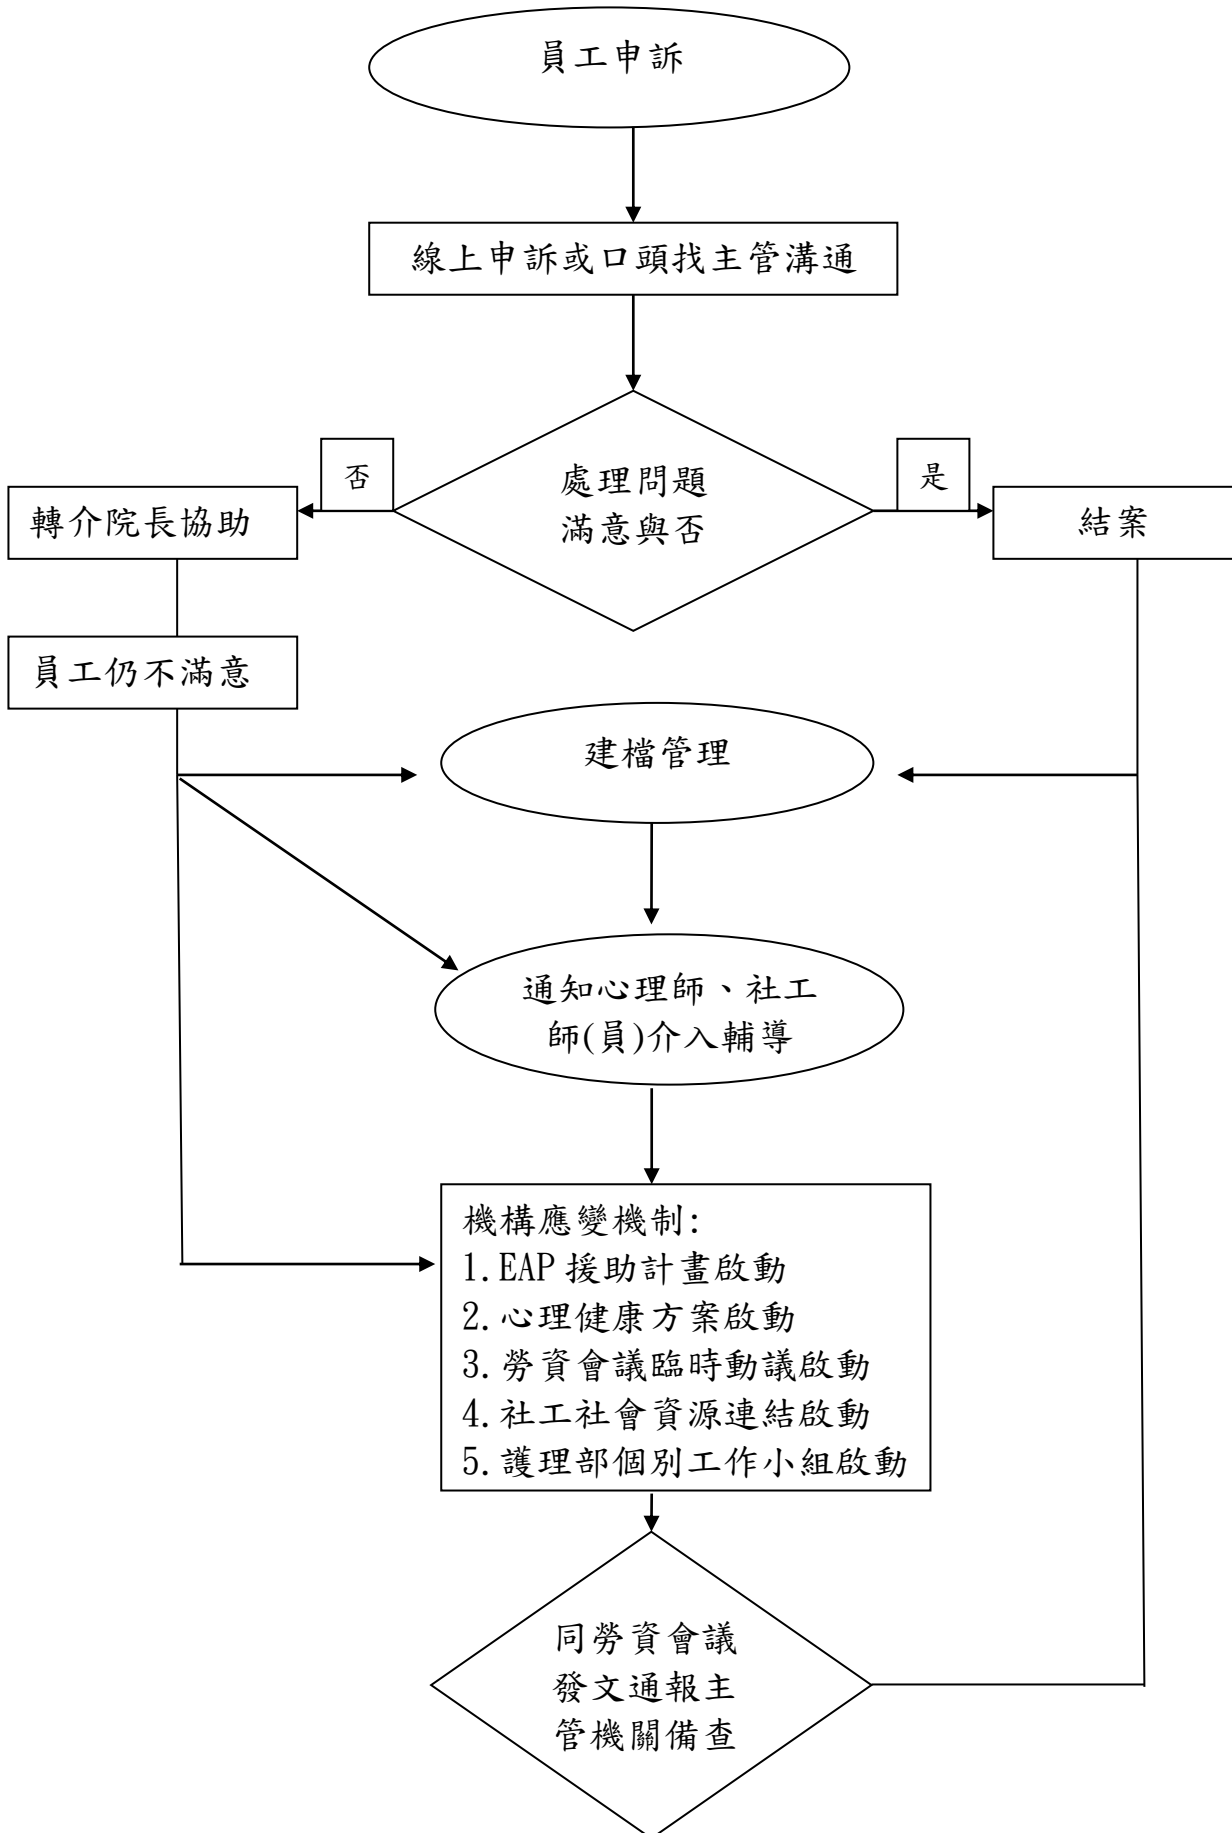 員工申訴
線上申訴或口頭找主管溝通
否
是
處理問題
滿意與否
轉介院長協助
結案
員工仍不滿意
建檔管理
通知心理師、社工
師(員)介入輔導
機構應變機制:
1.EAP 援助計畫啟動
2.心理健康方案啟動
3.勞資會議臨時動議啟動
4.社工社會資源連結啟動
5.護理部個別工作小組啟動
同勞資會議
發文通報主
管機關備查